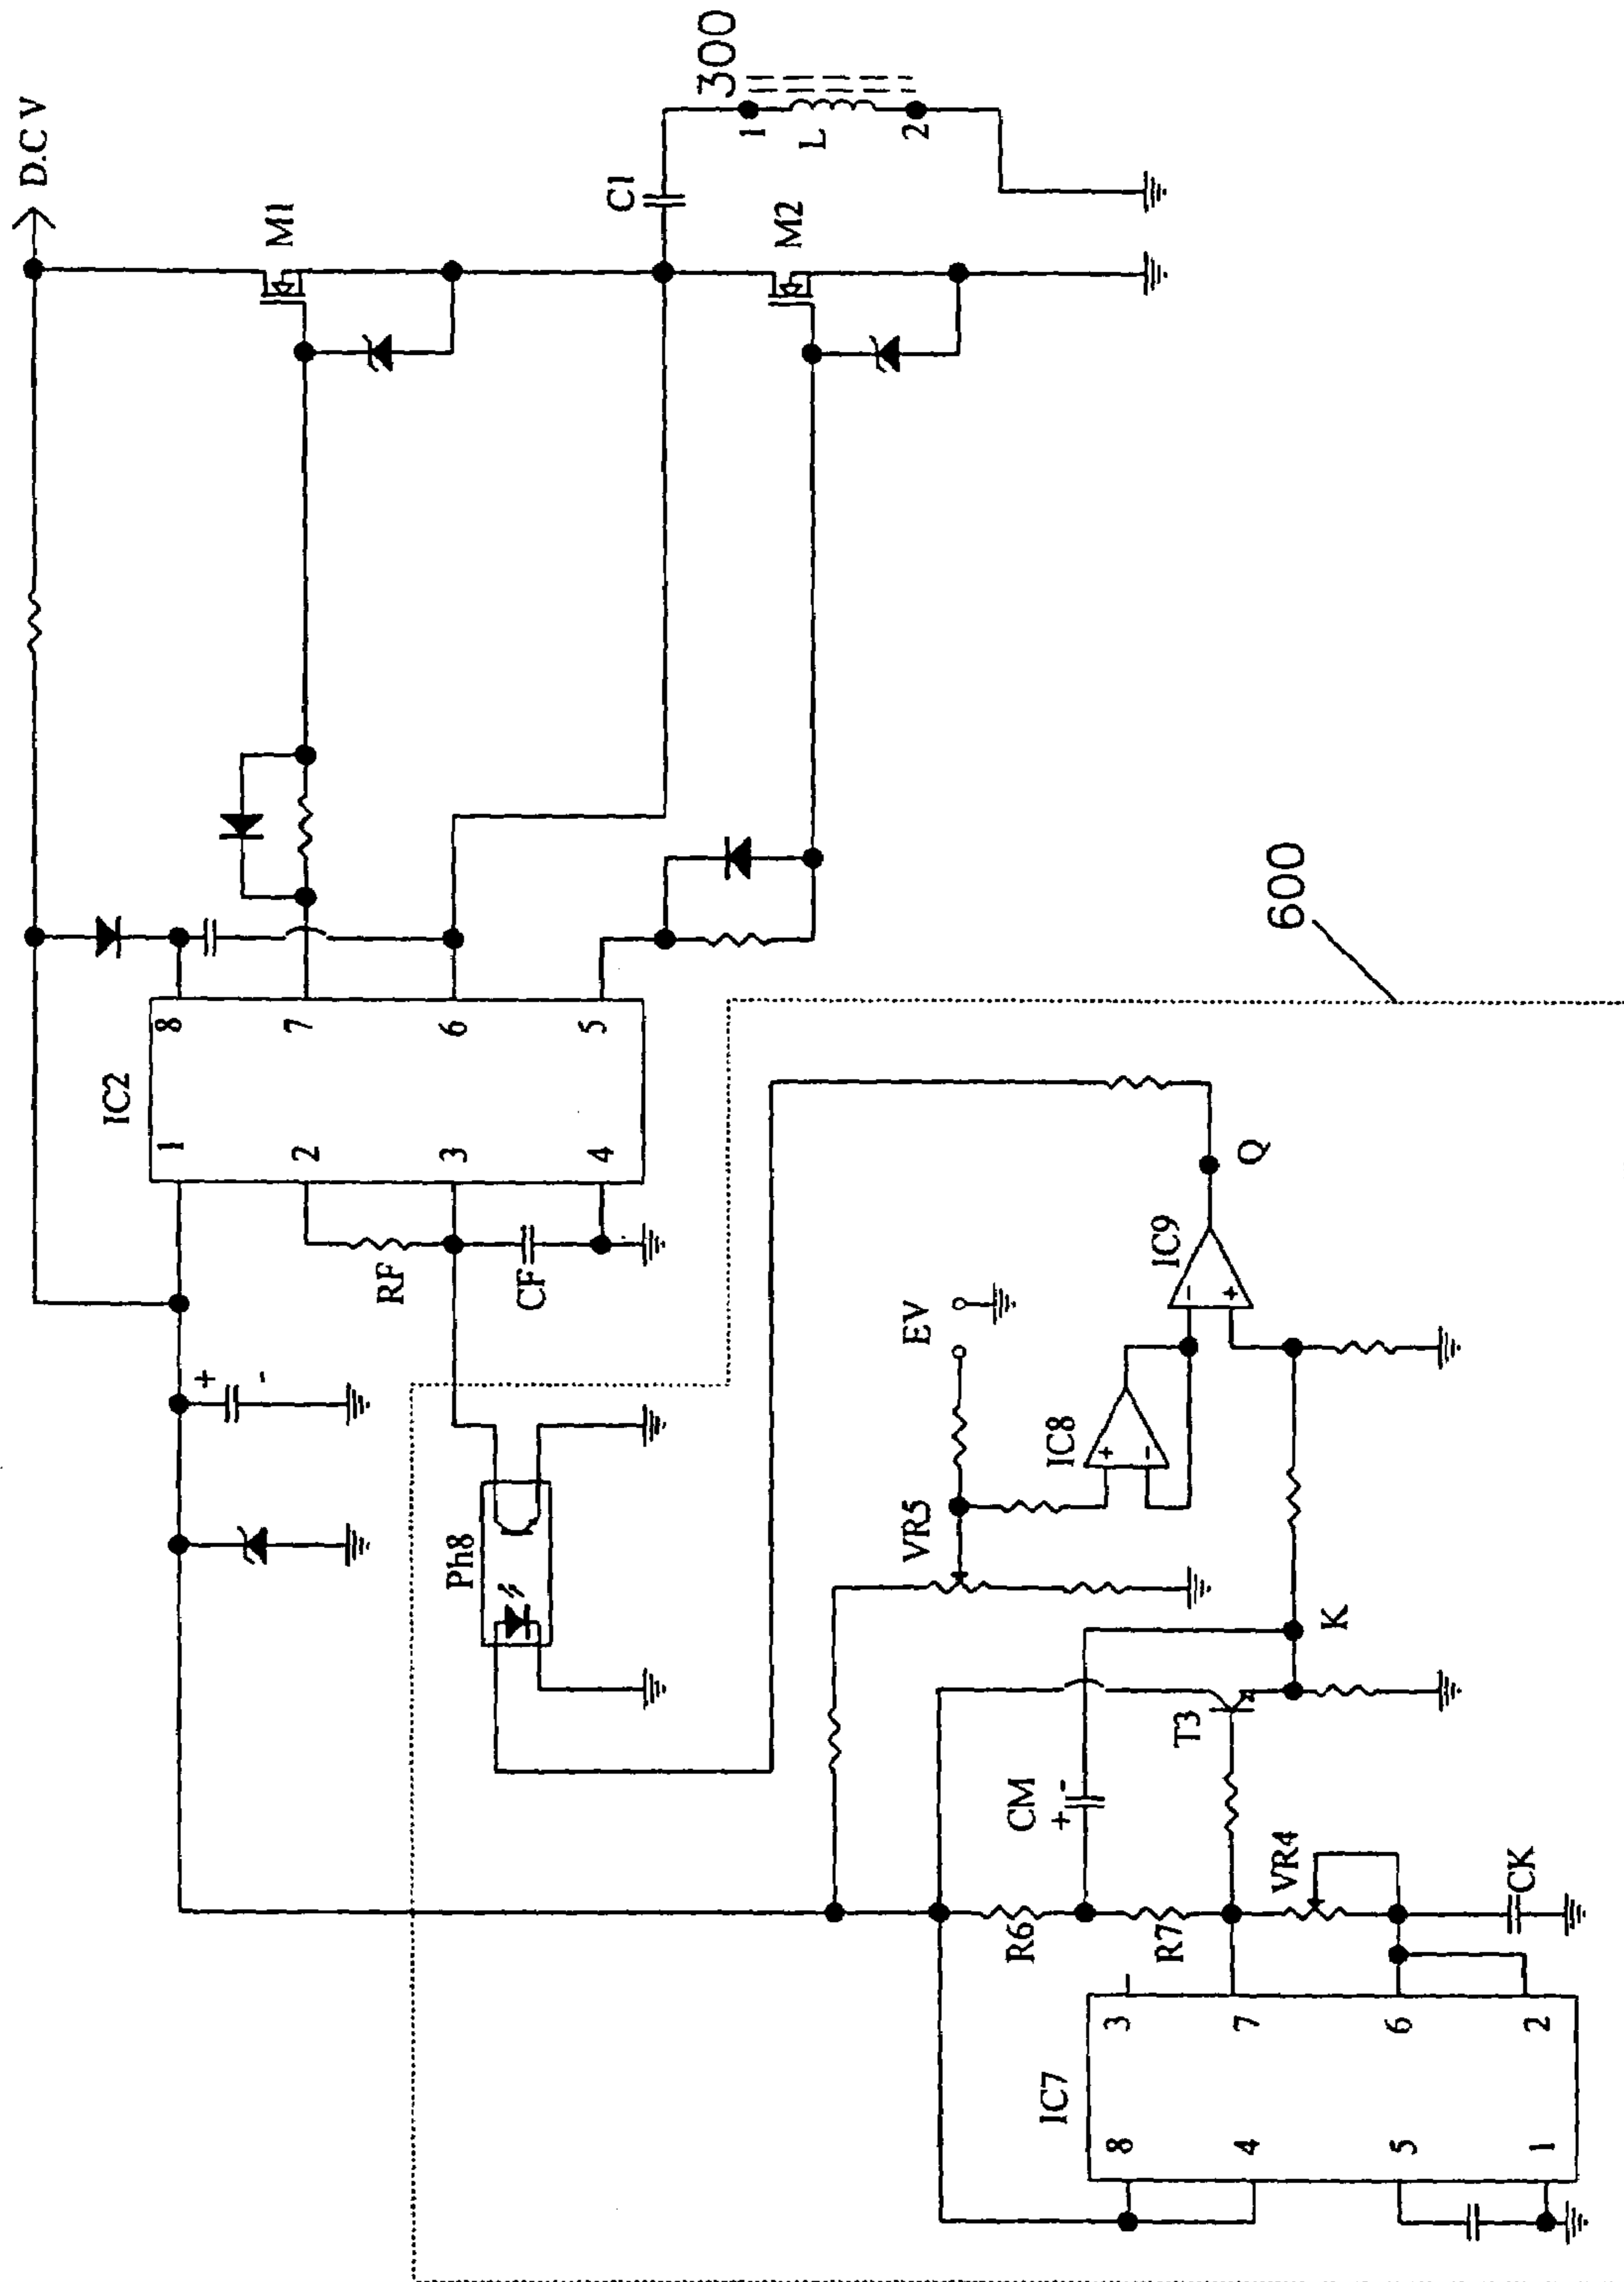 D.C V
300
M1
1
C1
L
M2
2
IC2
8
7
6
5
1
2
3
4
RF
CF
600
+
-
Ph8
Q
IC9
-
+
EV
IC8
+
-
VR5
K
T3
CM
+
-
VR4
CK
R6
R7
IC7
3
7
6
2
8
4
5
1